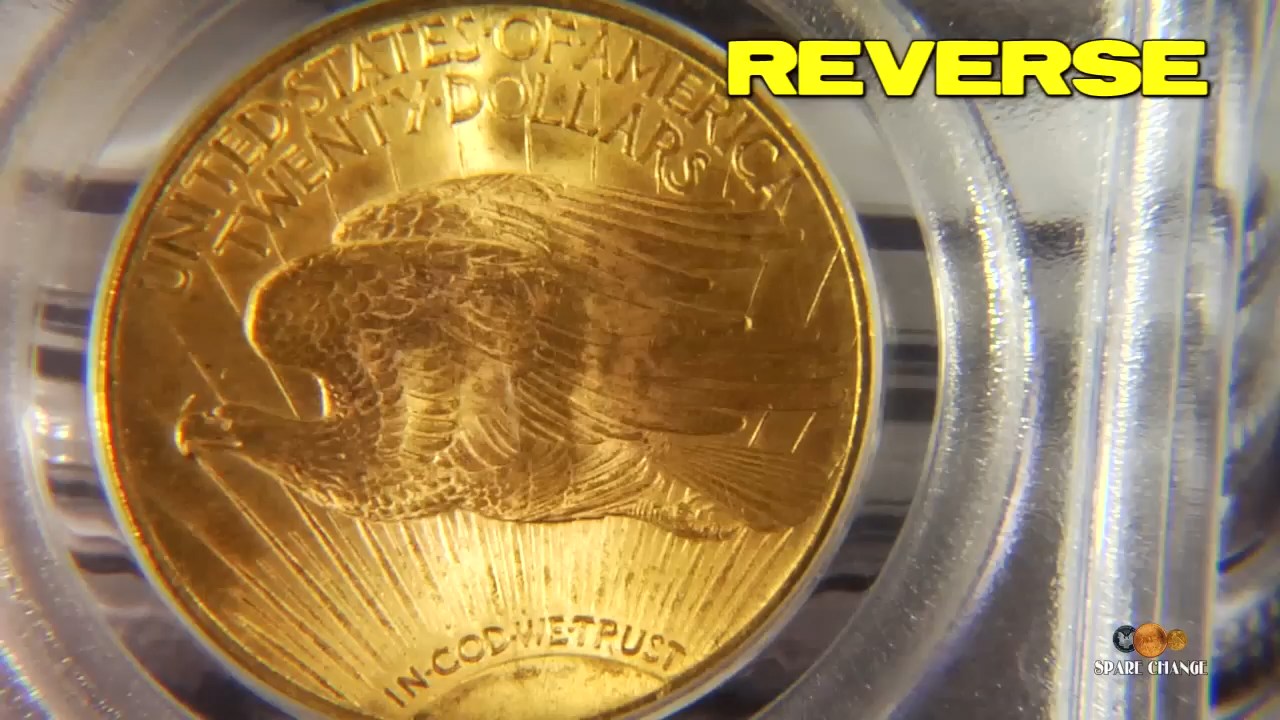 REVERSE
UNITED·STATES·OF·AMERICA
TWENTY·DOLLARS
IN·GOD·WE·TRUST
SPARE CHANGE